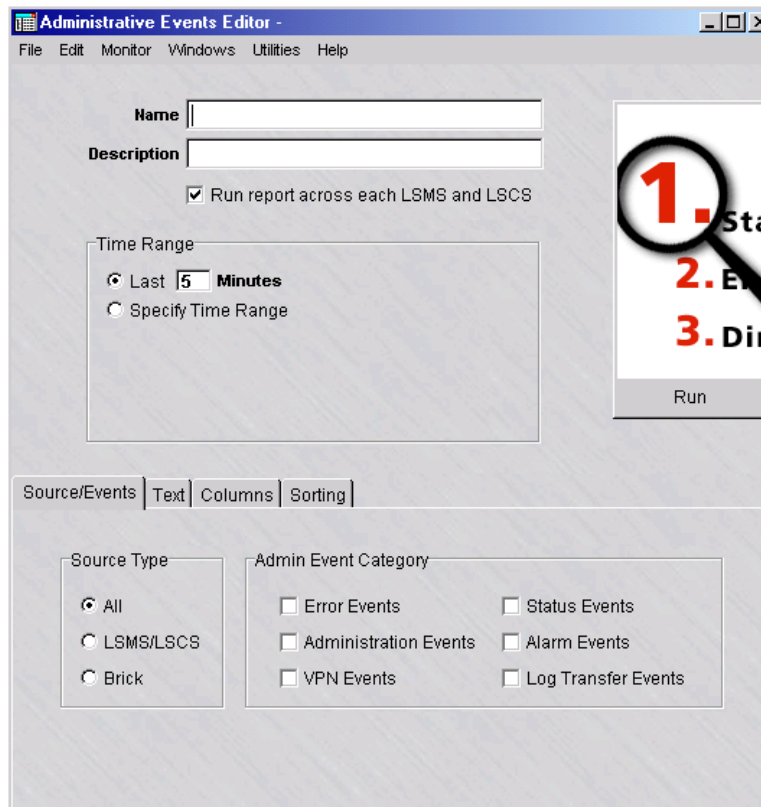 Administrative Events Editor -
File Edit Monitor Windows Utilities Help
Name
Description
Run report across each LSMS and LSCS
Time Range
Last 5 Minutes
Specify Time Range
1.
2.
3.
Run
Source/Events Text Columns Sorting
Source Type
All
LSMS/LSCS
Brick
Admin Event Category
Error Events
Status Events
Administration Events
Alarm Events
VPN Events
Log Transfer Events